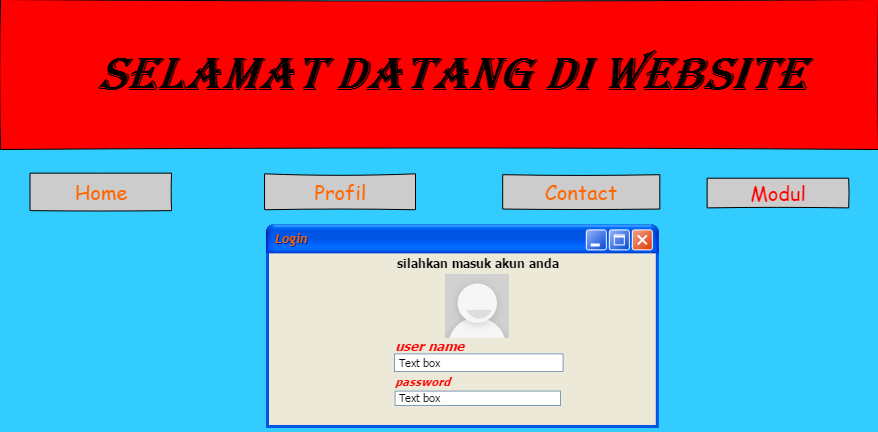 SELAMAT DATANG DI WEBSITE
Home
Profil
Contact
Modul
Login
silahkan masuk akun anda
user name
Text box
password
Text box